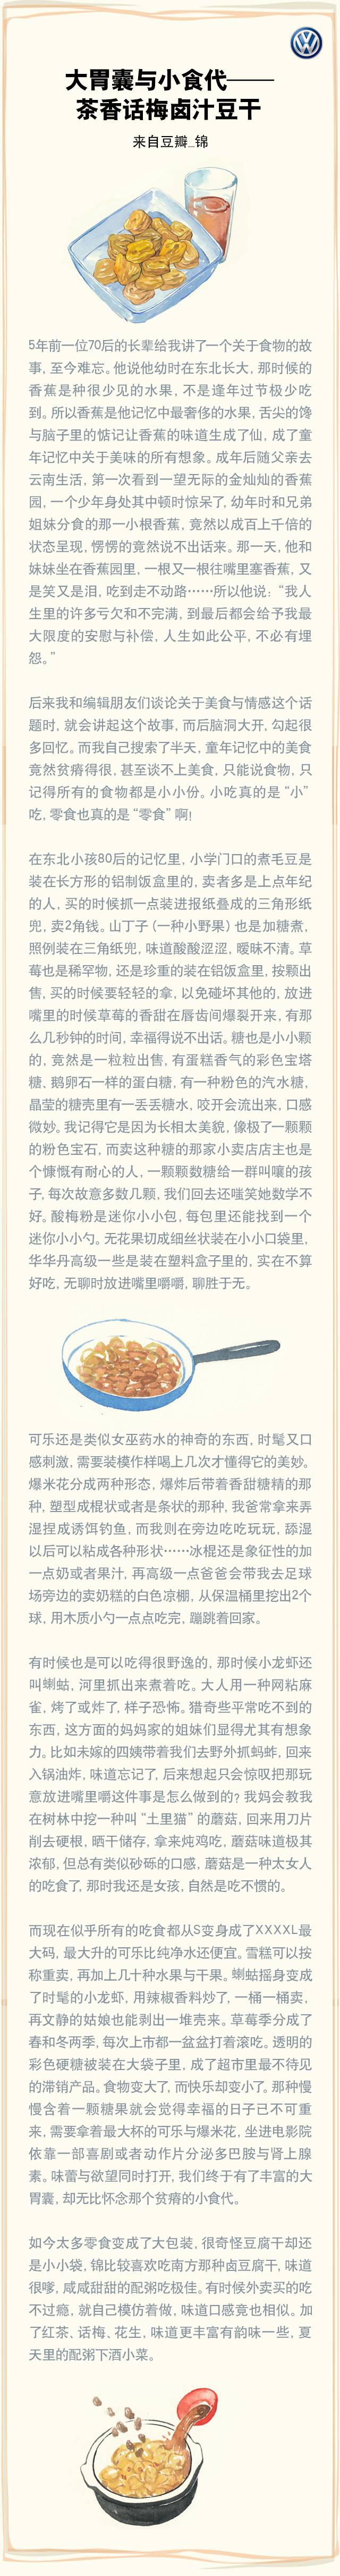 大胃囊与小食代——
茶香话梅卤汁豆干
来自豆瓣_锦
5年前一位70后的长辈给我讲了一个关于食物的故
事，至今难忘。他说他幼时在东北长大，那时候的
香蕉是种很少见的水果，不是逢年过节极少吃
到。所以香蕉是他记忆中最奢侈的水果，舌尖的馋
与脑子里的惦记让香蕉的味道生成了仙，成了童
年记忆中关于美味的所有想象。成年后随父亲去
云南生活，第一次看到一望无际的金灿灿的香蕉
园，一个少年身处其中顿时惊呆了，幼年时和兄弟
姐妹分食的那一小根香蕉，竟然以成百上千倍的
状态呈现，愣愣的竟然说不出话来。那一天，他和
妹妹坐在香蕉园里，一根又一根往嘴里塞香蕉，又
是笑又是泪，吃到走不动路……所以他说：“我人
生里的许多亏欠和不完满，到最后都会给予我最
大限度的安慰与补偿，人生如此公平，不必有埋
怨。”
后来我和编辑朋友们谈论关于美食与情感这个话
题时，就会讲起这个故事，而后脑洞大开，勾起很
多回忆。而我自己搜索了半天，童年记忆中的美食
竟然贫瘠得很，甚至谈不上美食，只能说食物，只
记得所有的食物都是小小份。小吃真的是“小”
吃，零食也真的是“零食”啊！
在东北小孩80后的记忆里，小学门口的煮毛豆是
装在长方形的铝制饭盒里的，卖者多是上点年纪
的人，买的时候抓一点装进报纸叠成的三角形纸
兜，卖2角钱。山丁子（一种小野果）也是加糖煮，
照例装在三角纸兜，味道酸酸涩涩，暧昧不清。草
莓也是稀罕物，还是珍重的装在铝饭盒里，按颗出
售，买的时候要轻轻的拿，以免碰坏其他的，放进
嘴里的时候草莓的香甜在唇齿间爆裂开来，有那
么几秒钟的时间，幸福得说不出话。糖也是小小颗
的，竟然是一粒粒出售，有蛋糕香气的彩色宝塔
糖、鹅卵石一样的蛋白糖，有一种粉色的汽水糖，
晶莹的糖壳里有一丢丢糖水，咬开会流出来，口感
微妙。我记得它是因为长相太美貌，像极了一颗颗
的粉色宝石，而卖这种糖的那家小卖店店主也是
个慷慨有耐心的人，一颗颗数糖给一群叫嚷的孩
子，每次故意多数几颗，我们回去还嗤笑她数学不
好。酸梅粉是迷你小小包，每包里还能找到一个
迷你小小勺。无花果切成细丝状装在小小口袋里，
华华丹高级一些是装在塑料盒子里的，实在不算
好吃，无聊时放进嘴里嚼嚼，聊胜于无。
可乐还是类似女巫药水的神奇的东西，时髦又口
感刺激，需要装模作样喝上几次才懂得它的美妙。
爆米花分成两种形态，爆炸后带着香甜糖精的那
种，塑型成棍状或者是条状的那种，我爸常拿来弄
湿捏成诱饵钓鱼，而我则在旁边吃吃玩玩，舔湿
以后可以粘成各种形状……冰棍还是象征性的加
一点奶或者果汁，再高级一点爸爸会带我去足球
场旁边的卖奶糕的白色凉棚，从保温桶里挖出2个
球，用木质小勺一点点吃完，蹦跳着回家。
有时候也是可以吃得很野逸的，那时候小龙虾还
叫蝲蛄，河里抓出来煮着吃。大人用一种网粘麻
雀，烤了或炸了，样子恐怖。猎奇些平常吃不到的
东西，这方面的妈妈家的姐妹们显得尤其有想象
力。比如未嫁的四姨带着我们去野外抓蚂蚱，回来
入锅油炸，味道忘记了，后来想起只会惊叹把那玩
意放进嘴里嚼这件事是怎么做到的？我妈会教我
在树林中挖一种叫“土里猫”的蘑菇，回来用刀片
削去硬根，晒干储存，拿来炖鸡吃，蘑菇味道极其
浓郁，但总有类似砂砾的口感，蘑菇是一种太女人
的吃食了，那时我还是女孩，自然是吃不惯的。
而现在似乎所有的吃食都从S变身成了XXXXL最
大码，最大升的可乐比纯净水还便宜。雪糕可以按
称重卖，再加上几十种水果与干果。蝲蛄摇身变成
了时髦的小龙虾，用辣椒香料炒了，一桶一桶卖，
再文静的姑娘也能剥出一堆壳来。草莓季分成了
春和冬两季，每次上市都一盆盆打着滚吃。透明的
彩色硬糖被装在大袋子里，成了超市里最不待见
的滞销产品。食物变大了，而快乐却变小了。那种慢
慢含着一颗糖果就会觉得幸福的日子已不可重
来，需要拿着最大杯的可乐与爆米花，坐进电影院
依靠一部喜剧或者动作片分泌多巴胺与肾上腺
素。味蕾与欲望同时打开，我们终于有了丰富的大
胃囊，却无比怀念那个贫瘠的小食代。
如今太多零食变成了大包装，很奇怪豆腐干却还
是小小袋，锦比较喜欢吃南方那种卤豆腐干，味道
很嗲，咸咸甜甜的配粥吃极佳。有时候外卖买的吃
不过瘾，就自己模仿着做，味道口感竟也相似。加
了红茶、话梅、花生，味道更丰富有韵味一些，夏
天里的配粥下酒小菜。